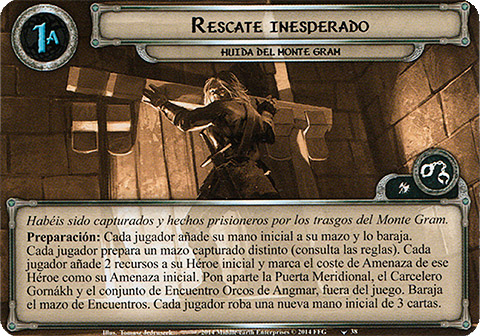 1A
RESCATE INESPERADO
HUIDA DEL MONTE GRAM
Habéis sido capturados y hechos prisioneros por los trasgos del Monte Gram.
Preparación: Cada jugador añade su mano inicial a su mazo y lo baraja.
Cada jugador prepara un mazo capturado distinto (consulta las reglas). Cada
jugador añade 2 recursos a su Héroe inicial y marca el coste de Amenaza de ese
Héroe como su Amenaza inicial. Pon aparte la Puerta Meridional, el Carcelero
Gornákh y el conjunto de Encuentro Orcos de Angmar, fuera del juego. Baraja
el mazo de Encuentros. Cada jugador roba una nueva mano inicial de 3 cartas.
Illus. Tomasz Jedruszek 2014 Middle-earth Enterprises © 2014 FFG 38